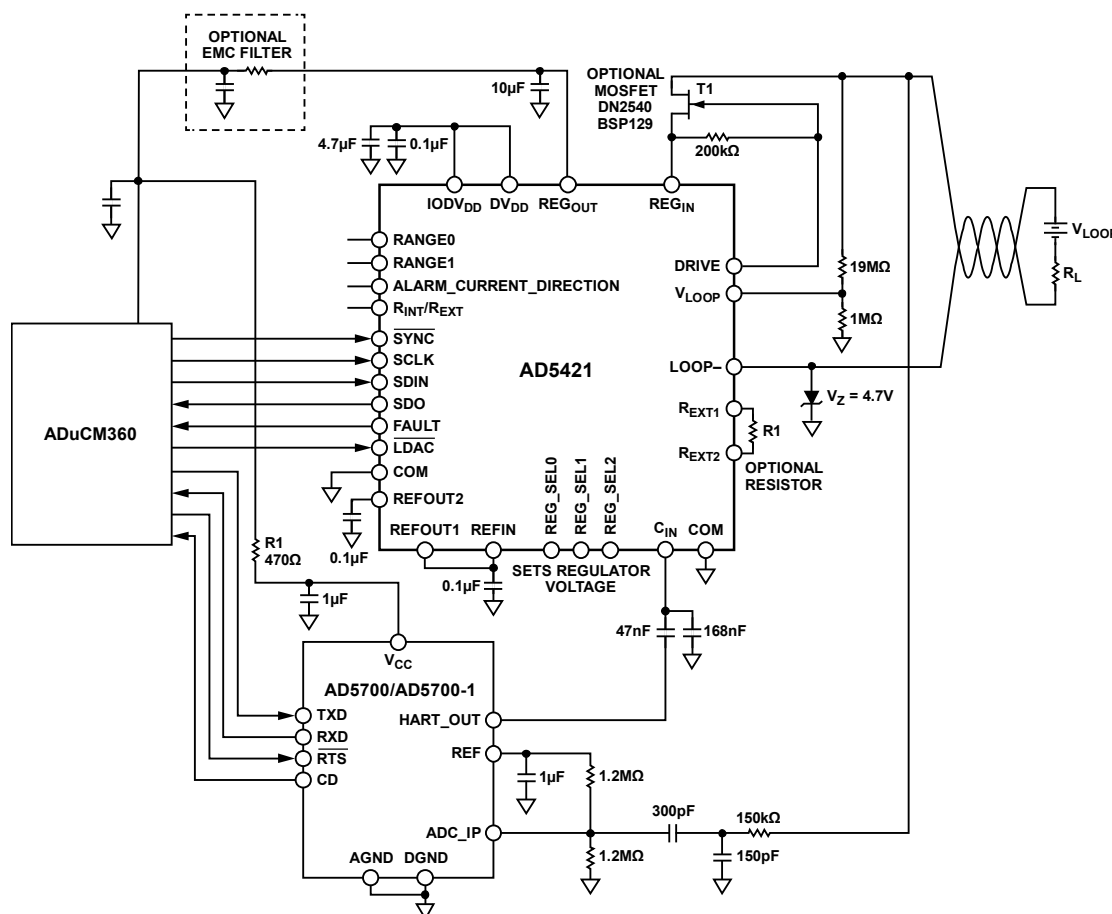 OPTIONAL
EMC FILTER
10µF
OPTIONAL
MOSFET
DN2540
BSP129
T1
200kΩ
4.7µF
0.1µF
IODVDD
DVDD
REGOUT
REGIN
RANGE0
RANGE1
ALARM_CURRENT_DIRECTION
RINT/REXT
SYNC
SCLK
SDIN
SDO
FAULT
LDAC
COM
REFOUT2
AD5421
DRIVE
VLOOP
LOOP–
REXT1
REXT2
19MΩ
1MΩ
VLOOP
RL
VZ = 4.7V
R1
OPTIONAL
RESISTOR
ADuCM360
0.1µF
REFOUT1
REFIN
REG_SEL0
REG_SEL1
REG_SEL2
CIN
COM
SETS REGULATOR
VOLTAGE
0.1µF
R1
470Ω
1µF
47nF
168nF
VCC
AD5700/AD5700-1
TXD
RXD
RTS
CD
HART_OUT
REF
ADC_IP
AGND
DGND
1µF
1.2MΩ
1.2MΩ
300pF
150kΩ
150pF